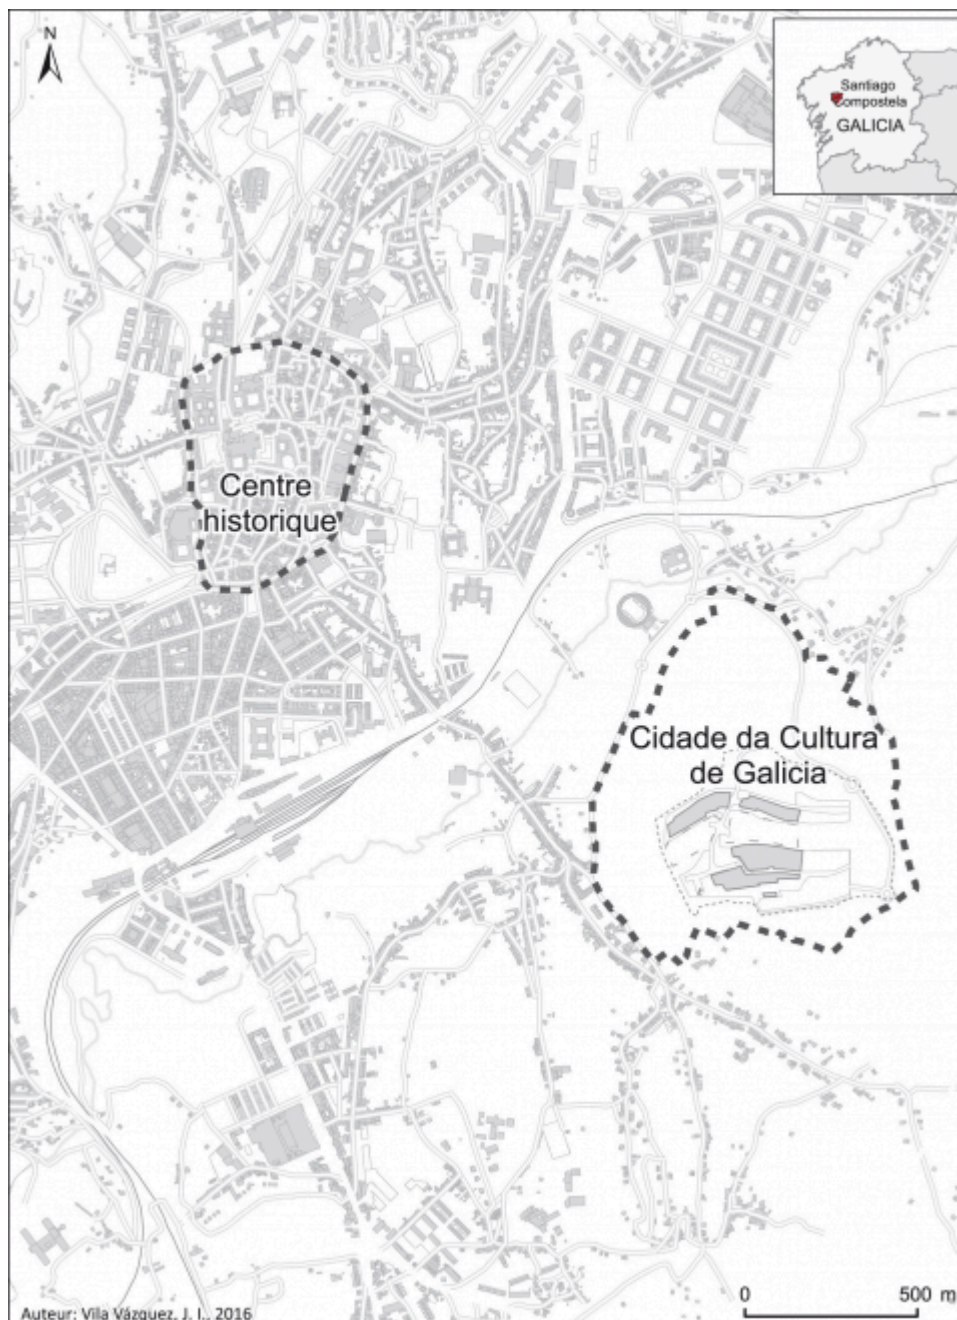 N
Santiago
Compostela
GALICIA
Centre
historique
Cidade da Cultura
de Galicia
Auteur: Vila Vázquez, J. I., 2016
0 500 m